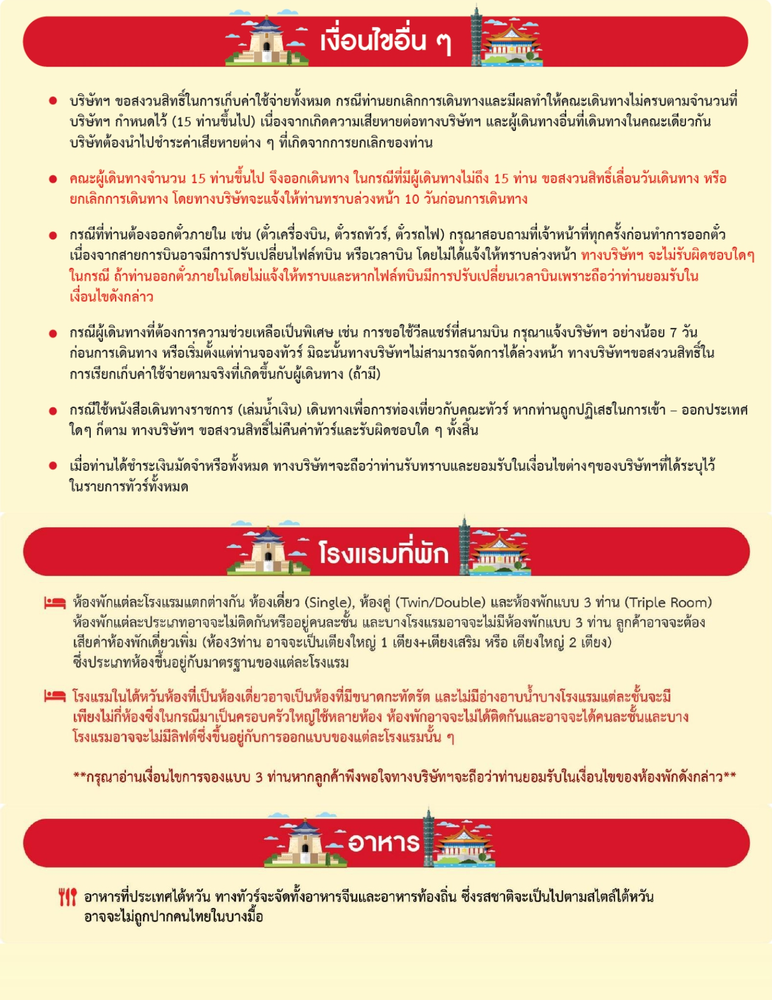 เงื่อนไขอื่น ๆ
บริษัทฯ ขอสงวนสิทธิ์ในการเก็บค่าใช้จ่ายทั้งหมด กรณีท่านยกเลิกการเดินทางและมีผลทำให้คณะเดินทางไม่ครบตามจำนวนที่
บริษัทฯ กำหนดไว้ (15 ท่านขึ้นไป) เนื่องจากเกิดความเสียหายต่อทางบริษัทฯ และผู้เดินทางอื่นที่เดินทางในคณะเดียวกัน
บริษัทต้องนำไปชำระค่าเสียหายต่าง ๆ ที่เกิดจากการยกเลิกของท่าน
คณะผู้เดินทางจำนวน 15 ท่านขึ้นไป จึงออกเดินทาง ในกรณีที่มีผู้เดินทางไม่ถึง 15 ท่าน ขอสงวนสิทธิ์เลื่อนวันเดินทาง หรือ
ยกเลิกการเดินทาง โดยทางบริษัทจะแจ้งให้ท่านทราบล่วงหน้า 10 วันก่อนการเดินทาง
กรณีที่ท่านต้องออกตั๋วภายใน เช่น (ตั๋วเครื่องบิน, ตั๋วรถทัวร์, ตั๋วรถไฟ) กรุณาสอบถามที่เจ้าหน้าที่ทุกครั้งก่อนทำการออกตั๋ว
เนื่องจากสายการบินอาจมีการปรับเปลี่ยนไฟล์ทบิน หรือเวลาบิน โดยไม่ได้แจ้งให้ทราบล่วงหน้า ทางบริษัทฯ จะไม่รับผิดชอบใดๆ
ในกรณี ถ้าท่านออกตั๋วภายในโดยไม่แจ้งให้ทราบและหากไฟล์ทบินมีการปรับเปลี่ยนเวลาบินเพราะถือว่าท่านยอมรับใน
เงื่อนไขดังกล่าว
กรณีผู้เดินทางที่ต้องการความช่วยเหลือเป็นพิเศษ เช่น การขอใช้วีลแชร์ที่สนามบิน กรุณาแจ้งบริษัทฯ อย่างน้อย 7 วัน
ก่อนการเดินทาง หรือเริ่มตั้งแต่ท่านจองทัวร์ มิฉะนั้นทางบริษัทฯไม่สามารถจัดการได้ล่วงหน้า ทางบริษัทฯขอสงวนสิทธิ์ใน
การเรียกเก็บค่าใช้จ่ายตามจริงที่เกิดขึ้นกับผู้เดินทาง (ถ้ามี)
กรณีใช้หนังสือเดินทางราชการ (เล่มน้ำเงิน) เดินทางเพื่อการท่องเที่ยวกับคณะทัวร์ หากท่านถูกปฏิเสธในการเข้า – ออกประเทศ
ใดๆ ก็ตาม ทางบริษัทฯ ขอสงวนสิทธิ์ไม่คืนค่าทัวร์และรับผิดชอบใด ๆ ทั้งสิ้น
เมื่อท่านได้ชำระเงินมัดจำหรือทั้งหมด ทางบริษัทฯจะถือว่าท่านรับทราบและยอมรับในเงื่อนไขต่างๆของบริษัทฯที่ได้ระบุไว้
ในรายการทัวร์ทั้งหมด
โรงแรมที่พัก
ห้องพักแต่ละโรงแรมแตกต่างกัน ห้องเดี่ยว (Single), ห้องคู่ (Twin/Double) และห้องพักแบบ 3 ท่าน (Triple Room)
ห้องพักแต่ละประเภทอาจจะไม่ติดกันหรืออยู่คนละชั้น และบางโรงแรมอาจจะไม่มีห้องพักแบบ 3 ท่าน ลูกค้าอาจจะต้อง
เสียค่าห้องพักเดี่ยวเพิ่ม (ห้อง3ท่าน อาจจะเป็นเตียงใหญ่ 1 เตียง+เตียงเสริม หรือ เตียงใหญ่ 2 เตียง)
ซึ่งประเภทห้องขึ้นอยู่กับมาตรฐานของแต่ละโรงแรม
โรงแรมในไต้หวันห้องที่เป็นห้องเดี่ยวอาจเป็นห้องที่มีขนาดกะทัดรัต และไม่มีอ่างอาบน้ำบางโรงแรมแต่ละชั้นจะมี
เพียงไม่กี่ห้องซึ่งในกรณีมาเป็นครอบครัวใหญ่ใช้หลายห้อง ห้องพักอาจจะไม่ได้ติดกันและอาจจะได้คนละชั้นและบาง
โรงแรมอาจจะไม่มีลิฟต์ซึ่งขึ้นอยู่กับการออกแบบของแต่ละโรงแรมนั้น ๆ
**กรุณาอ่านเงื่อนไขการจองแบบ 3 ท่านหากลูกค้าพึงพอใจทางบริษัทฯจะถือว่าท่านยอมรับในเงื่อนไขของห้องพักดังกล่าว**
อาหาร
อาหารที่ประเทศไต้หวัน ทางทัวร์จะจัดทั้งอาหารจีนและอาหารท้องถิ่น ซึ่งรสชาติจะเป็นไปตามสไตล์ไต้หวัน
อาจจะไม่ถูกปากคนไทยในบางมื้อ